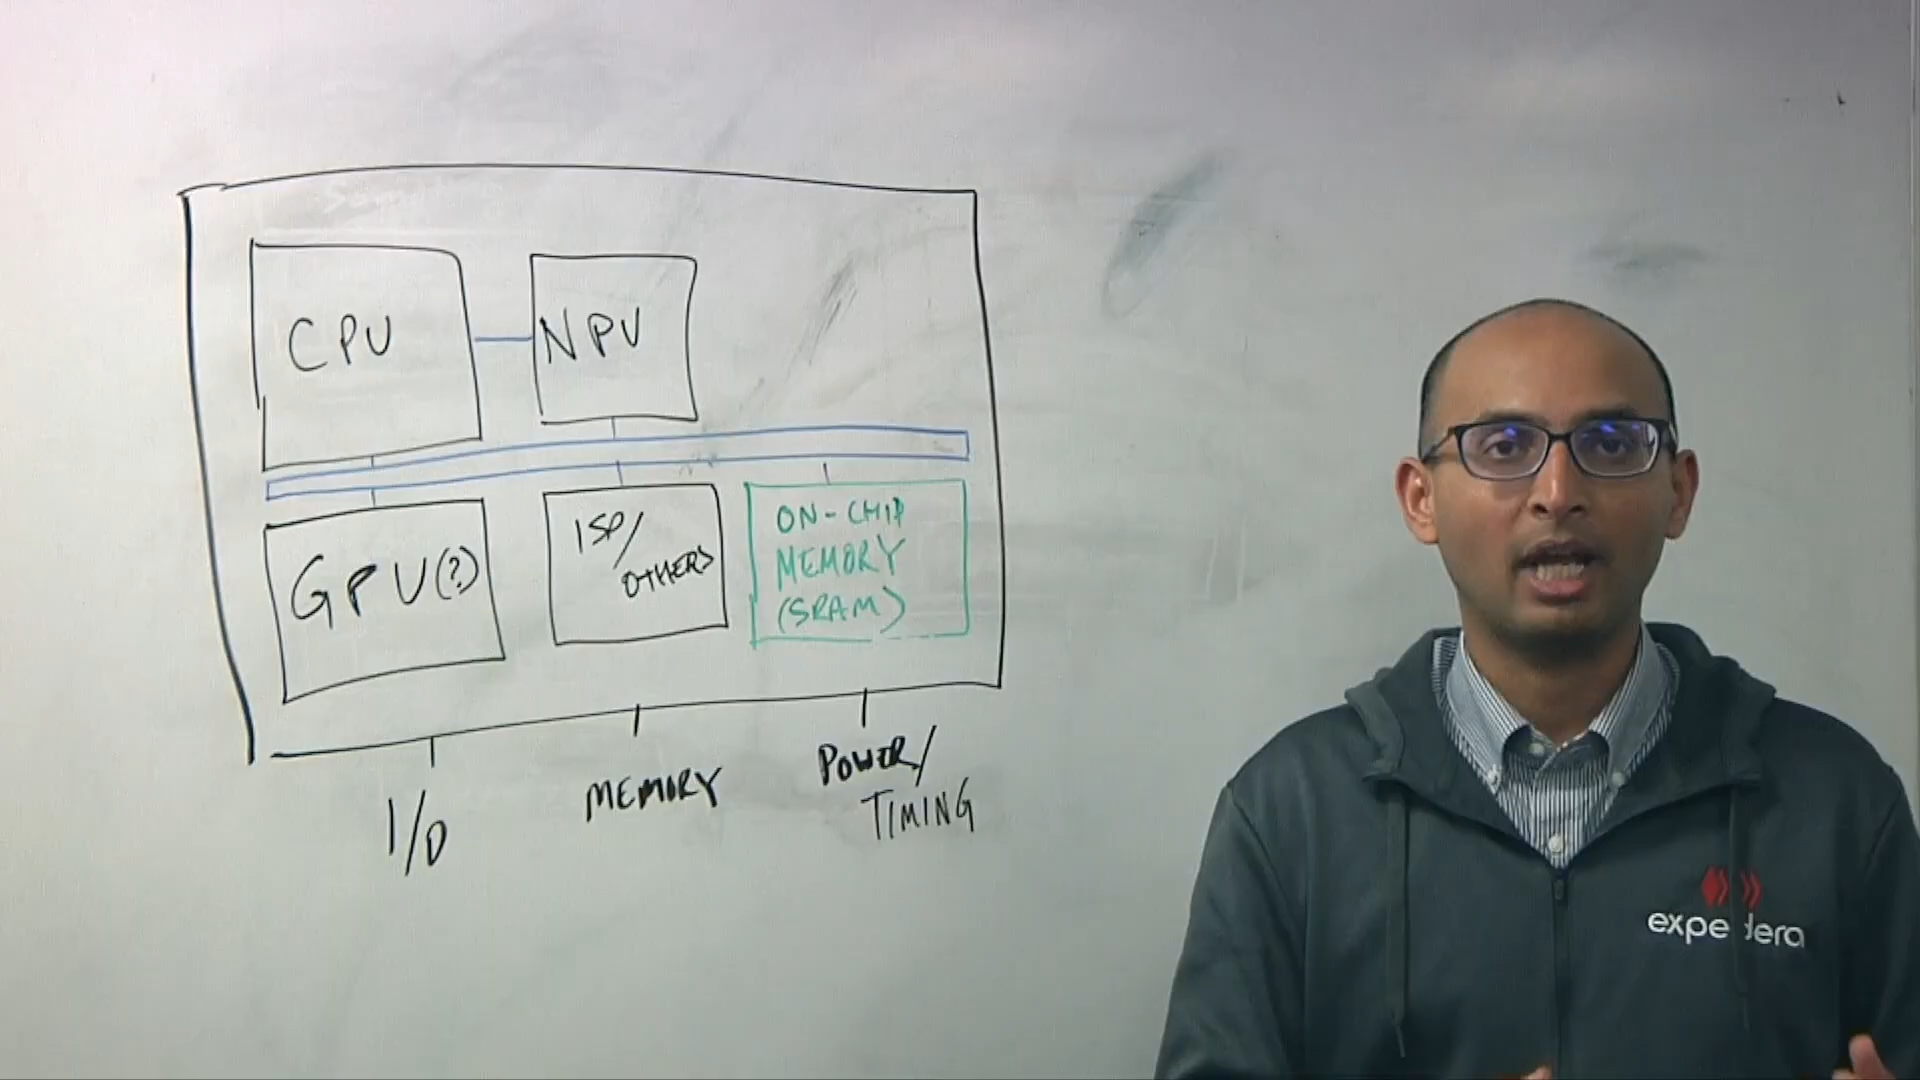 CPU
NPU
GPU(?)
ISP/
OTHERS
ON-CHIP
MEMORY
(SRAM)
I/O
MEMORY
POWER/
TIMING
expedera